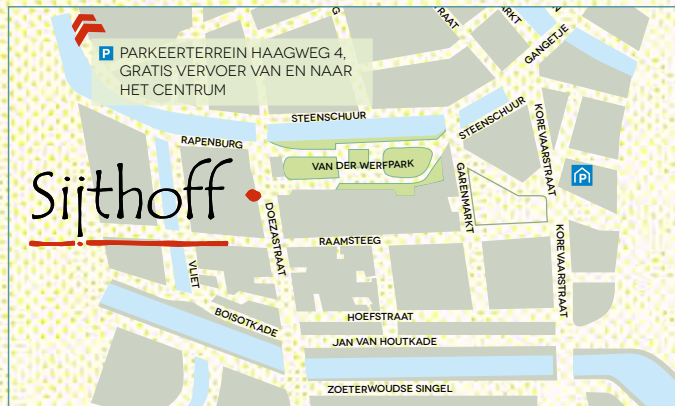 G
RAAT
RKT
EN
GANGETJE
P PARKEERTERREIN HAAGWEG 4,
GRATIS VERVOER VAN EN NAAR
HET CENTRUM
STEENSCHUUR
STEENSCHUUR
RAPENBURG
KOREVAARSTRAAT
VAN DER WERFPARK
P
Sijthoff
GARENMARKT
DOEZASTRAAT
RAAMSTEEG
KOREVAARSTRAAT
VLIET
BOISOTKADE
HOEFSTRAAT
JAN VAN HOUTKADE
ZOETERWOUDSE SINGEL